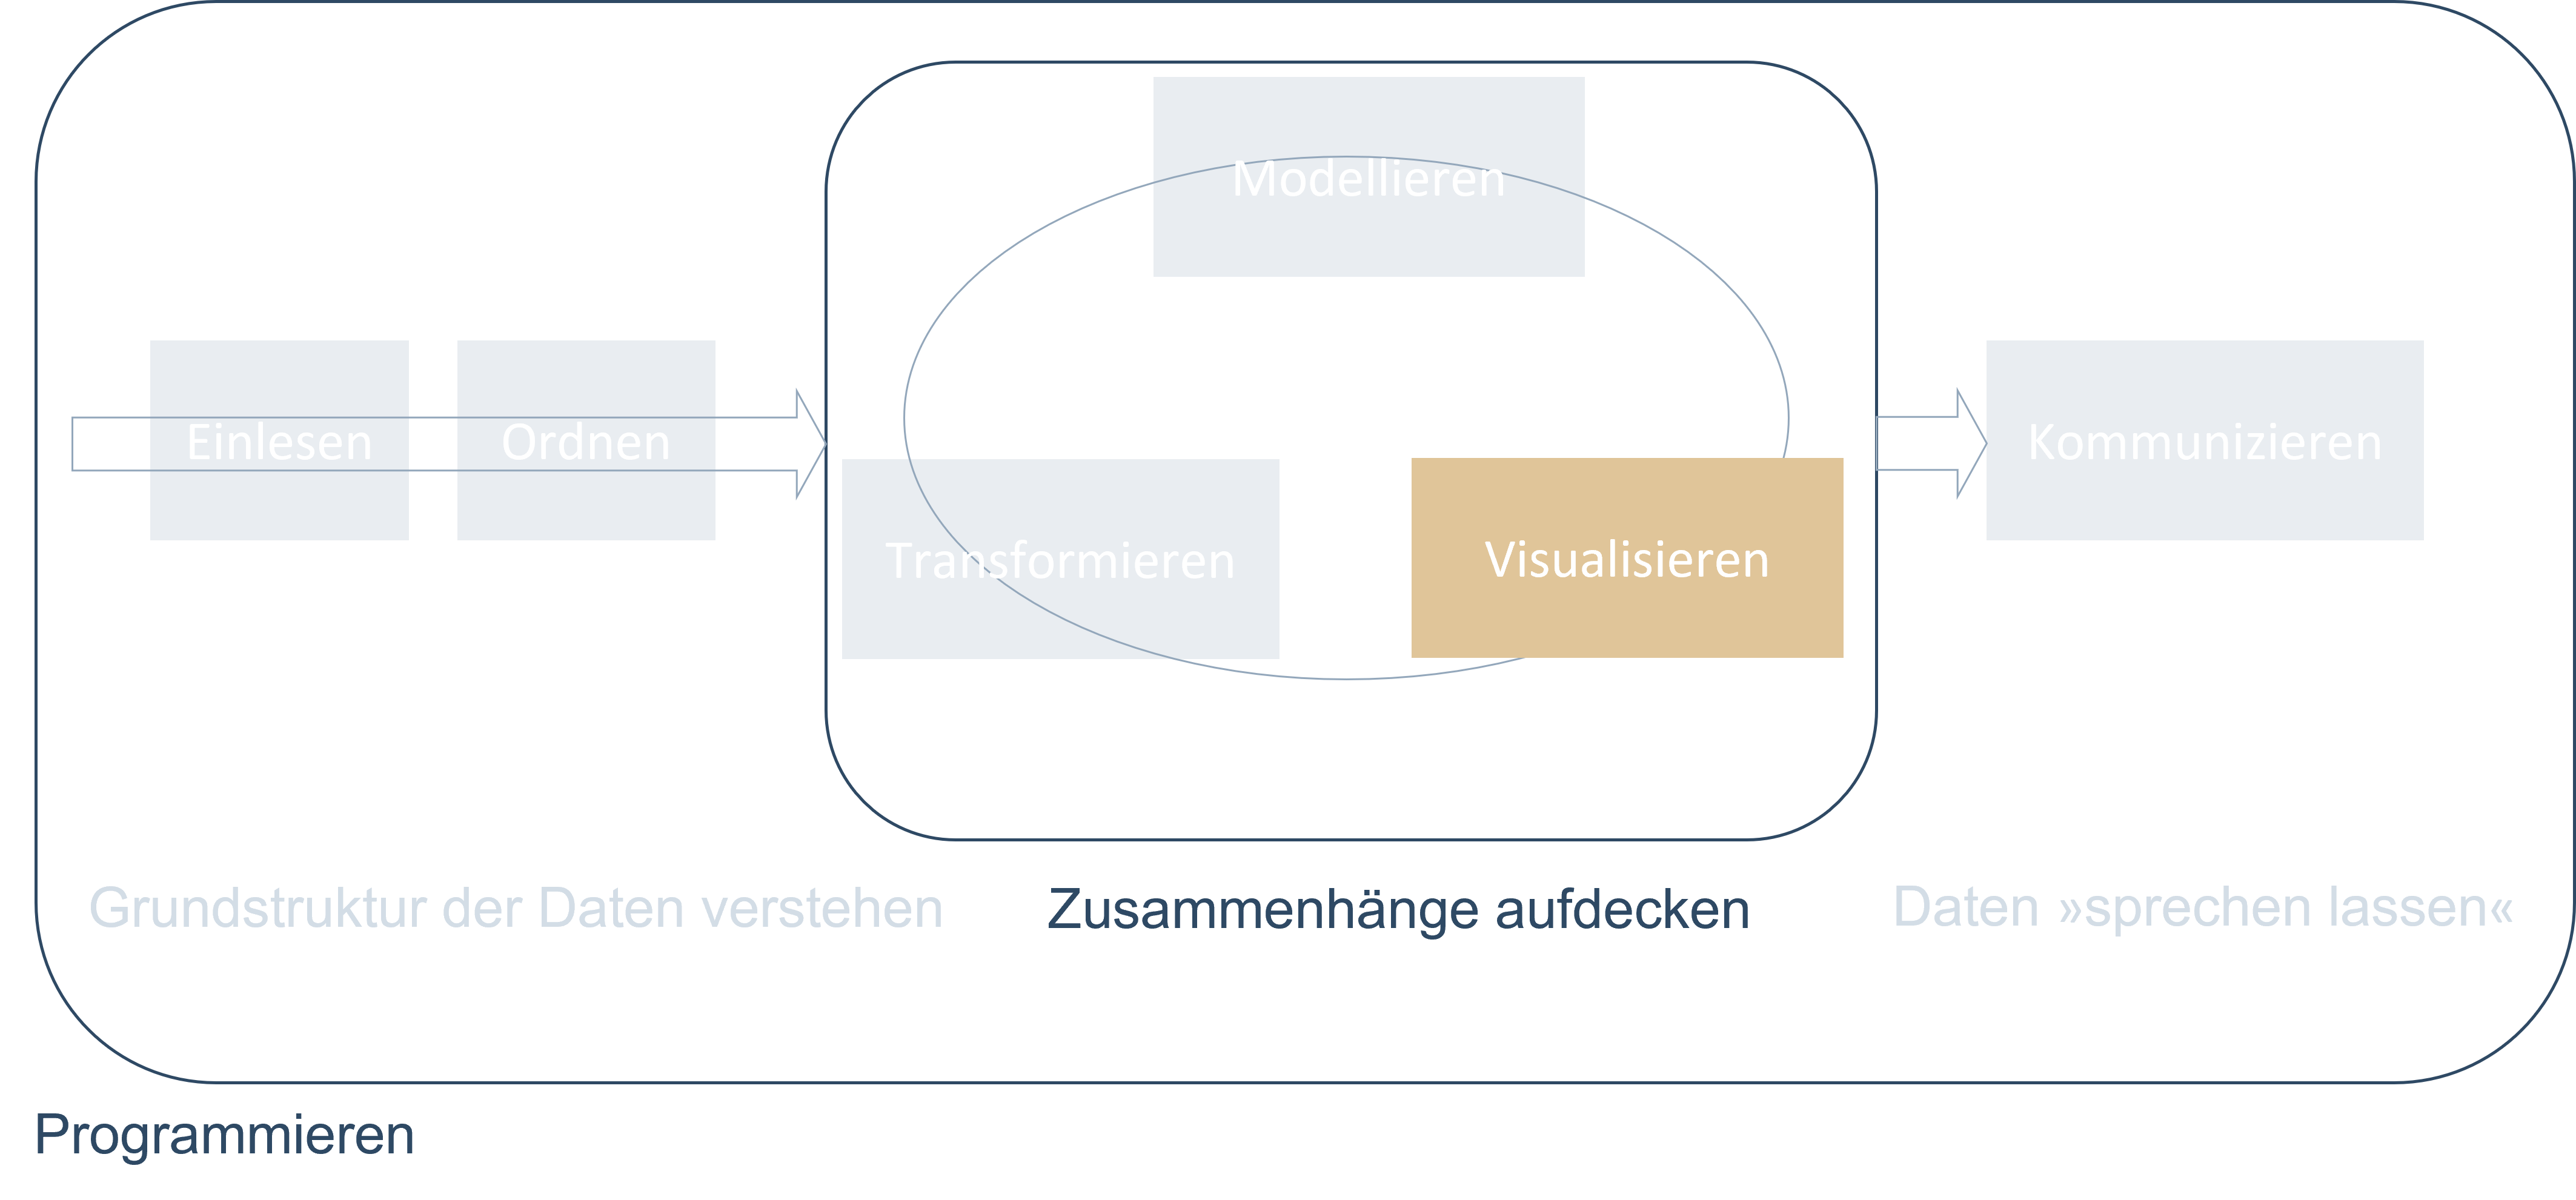 Modellieren
Einlesen
Ordnen
Transformieren
Visualisieren
Kommunizieren
Grundstruktur der Daten verstehen
Zusammenhänge aufdecken
Daten »sprechen lassen«
Programmieren